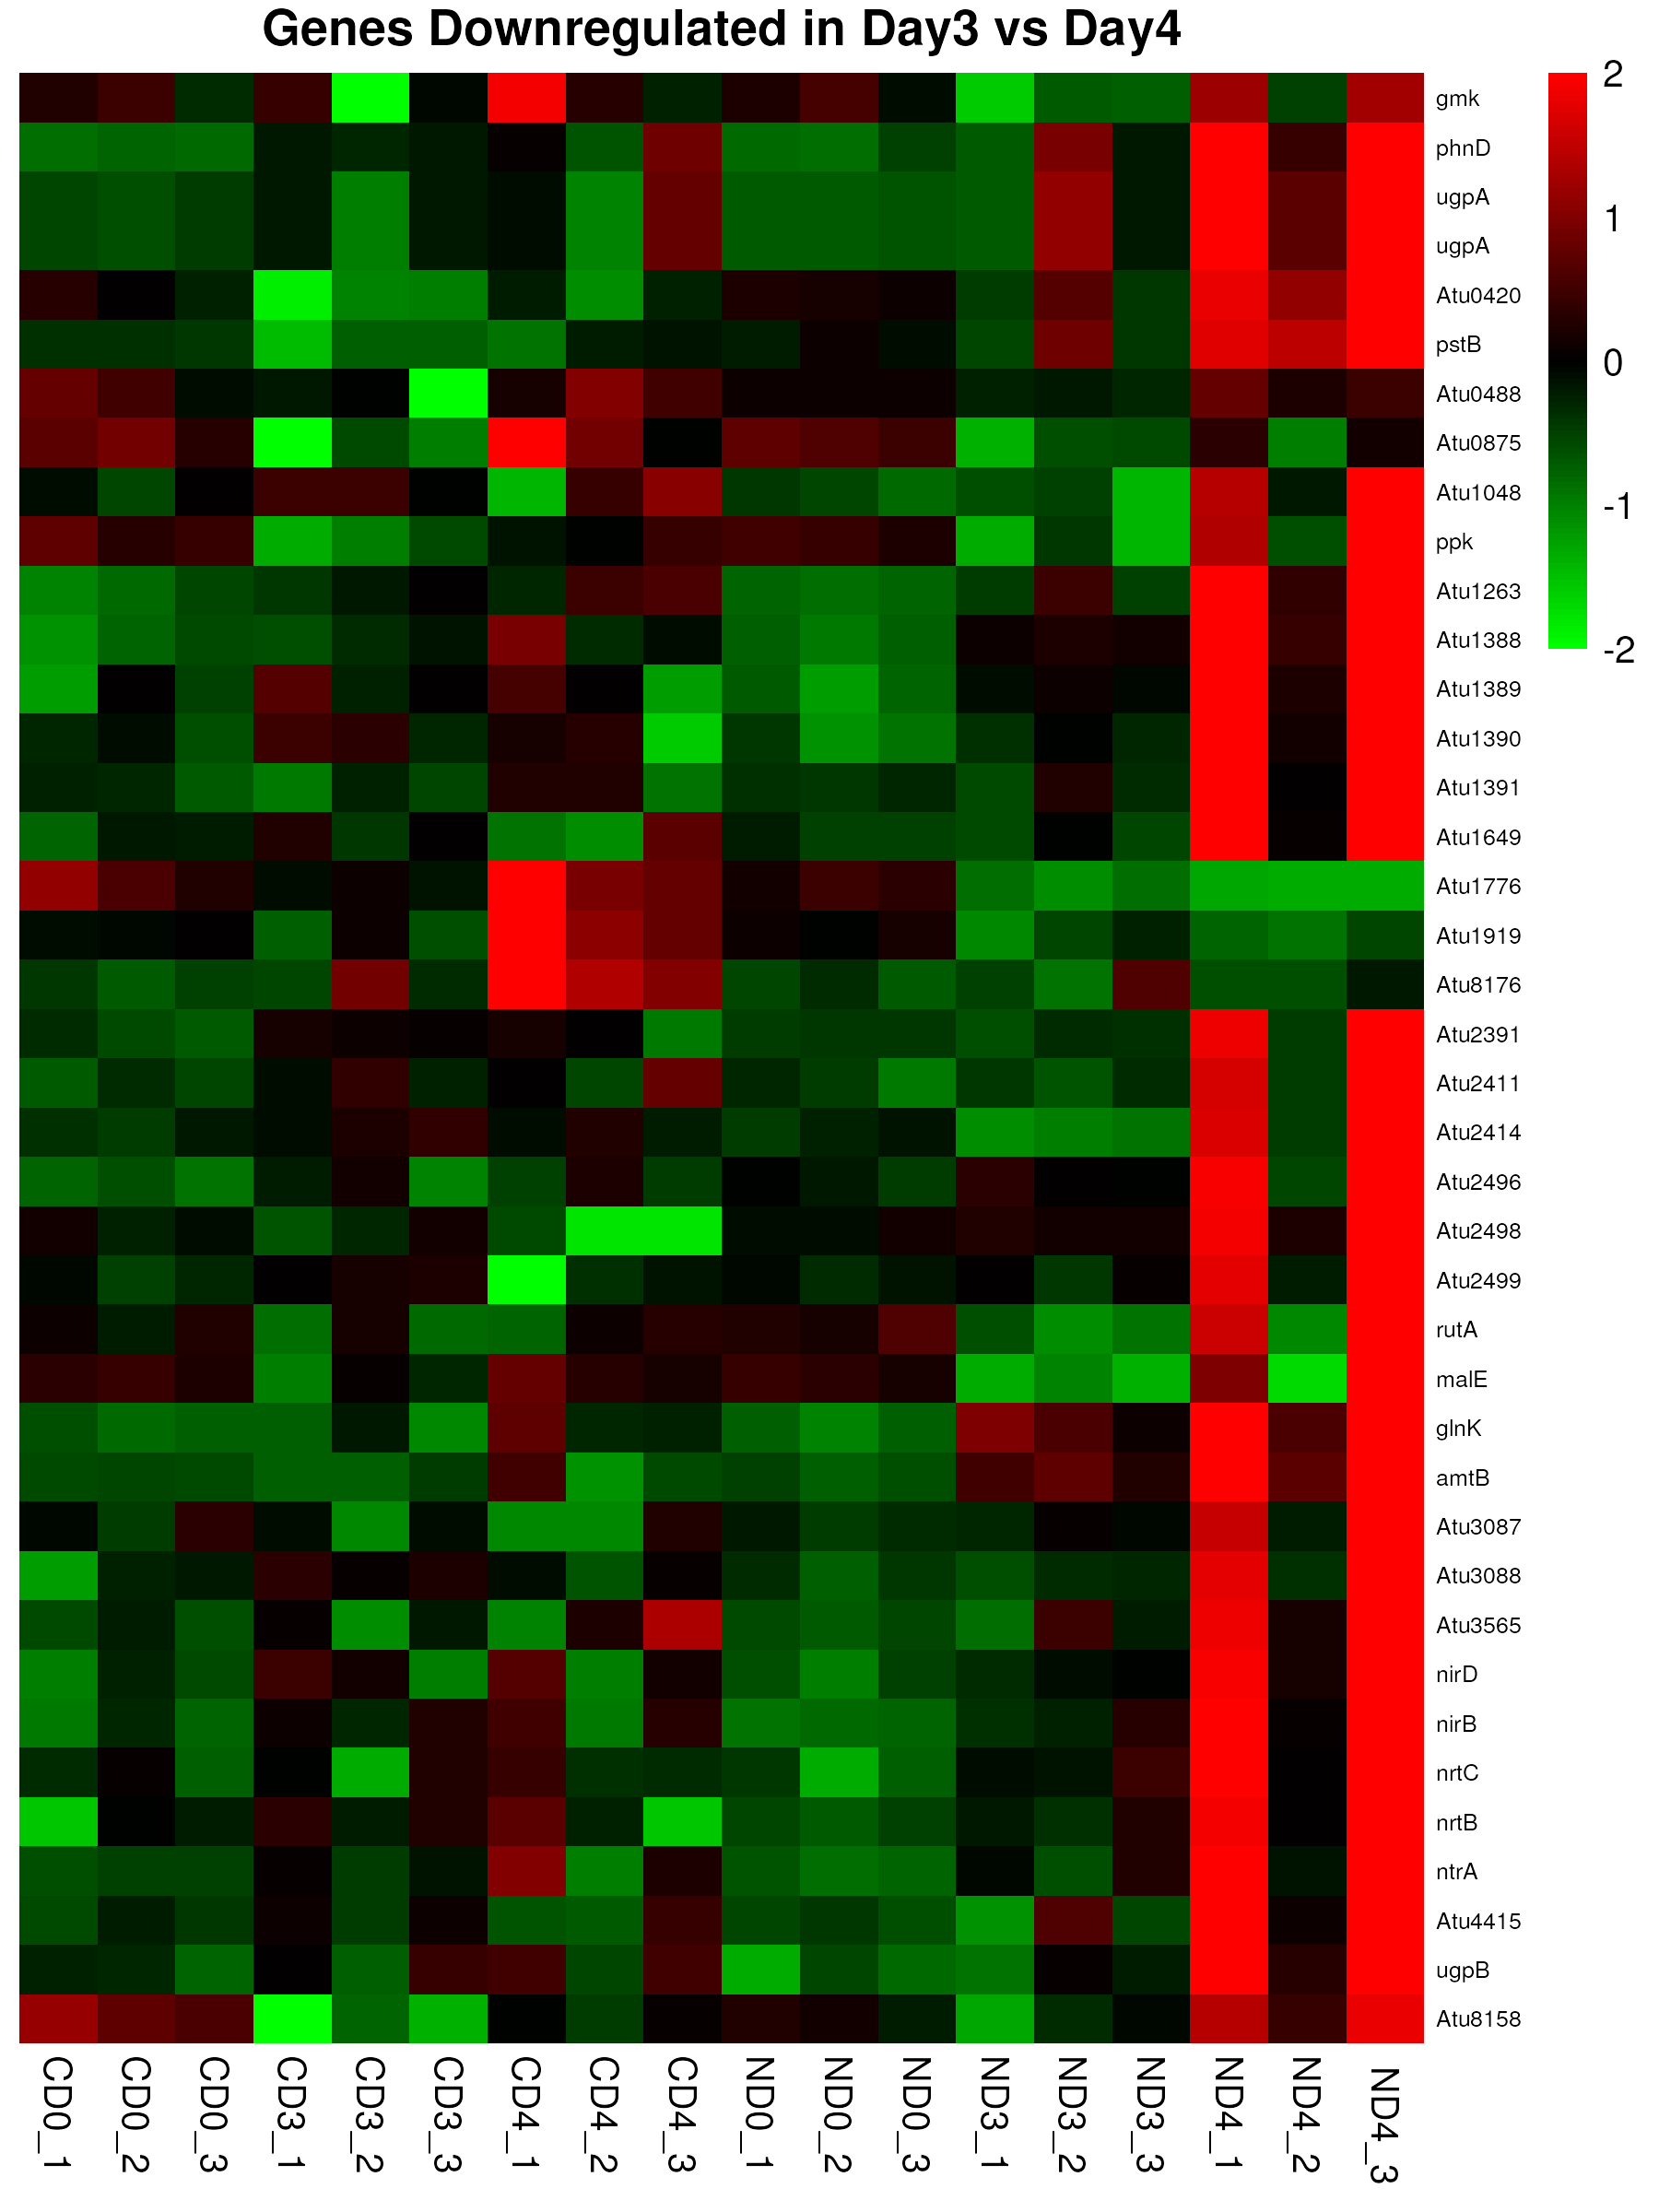 Genes Downregulated in Day3 vs Day4
gmk
phnD
ugpA
ugpA
Atu0420
pstB
Atu0488
Atu0875
Atu1048
ppk
Atu1263
Atu1388
Atu1389
Atu1390
Atu1391
Atu1649
Atu1776
Atu1919
Atu8176
Atu2391
Atu2411
Atu2414
Atu2496
Atu2498
Atu2499
rutA
malE
glnK
amtB
Atu3087
Atu3088
Atu3565
nirD
nirB
nrtC
nrtB
ntrA
Atu4415
ugpB
Atu8158
2
1
0
-1
-2
CD0_1
CD0_2
CD0_3
CD3_1
CD3_2
CD3_3
CD4_1
CD4_2
CD4_3
ND0_1
ND0_2
ND0_3
ND3_1
ND3_2
ND3_3
ND4_1
ND4_2
ND4_3